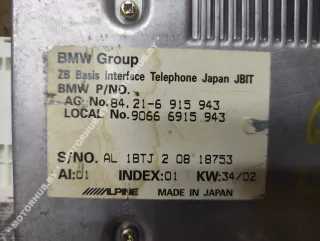 BMW Group
ZB Basis Interface Telephone Japan JBIT
BMW P/NO.
AG No.84.21-6 915 943
LOCAL No.9066 6915 943
S/NO. AL 1BTJ 2 08 18753
AI:01 INDEX:01 KW:34/02
ALPINE MADE IN JAPAN